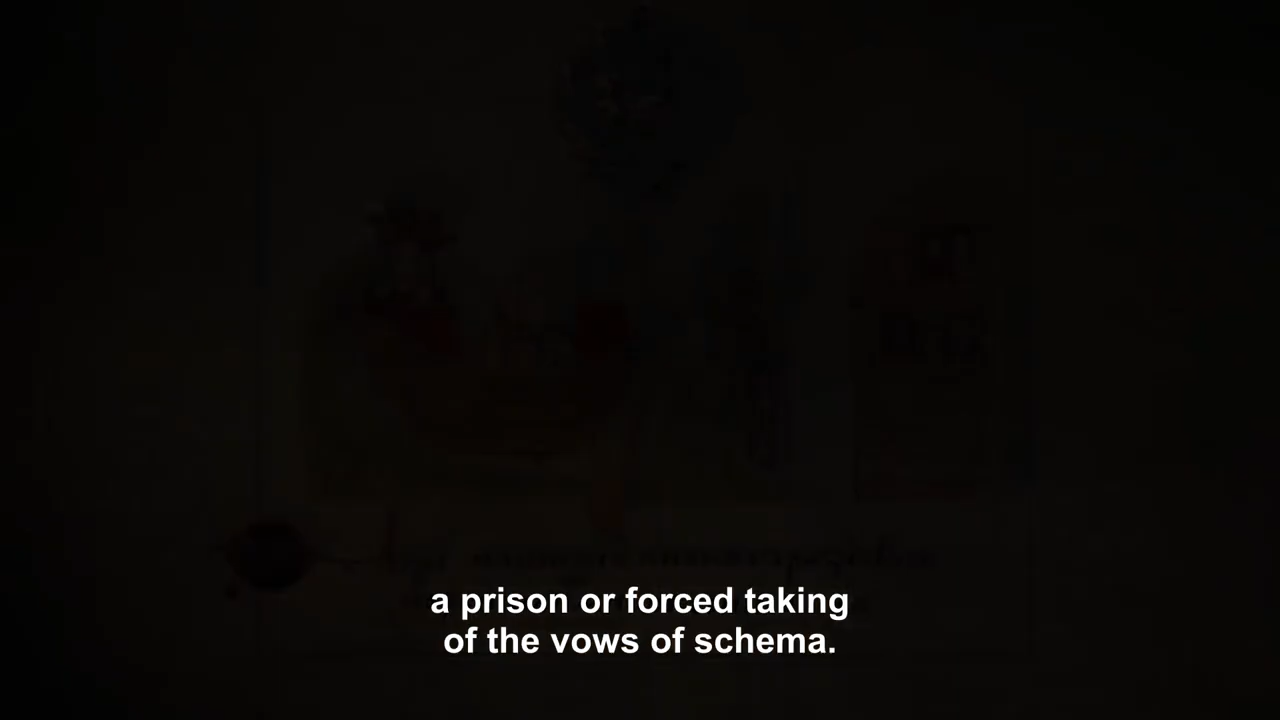 a prison or forced taking
of the vows of schema.